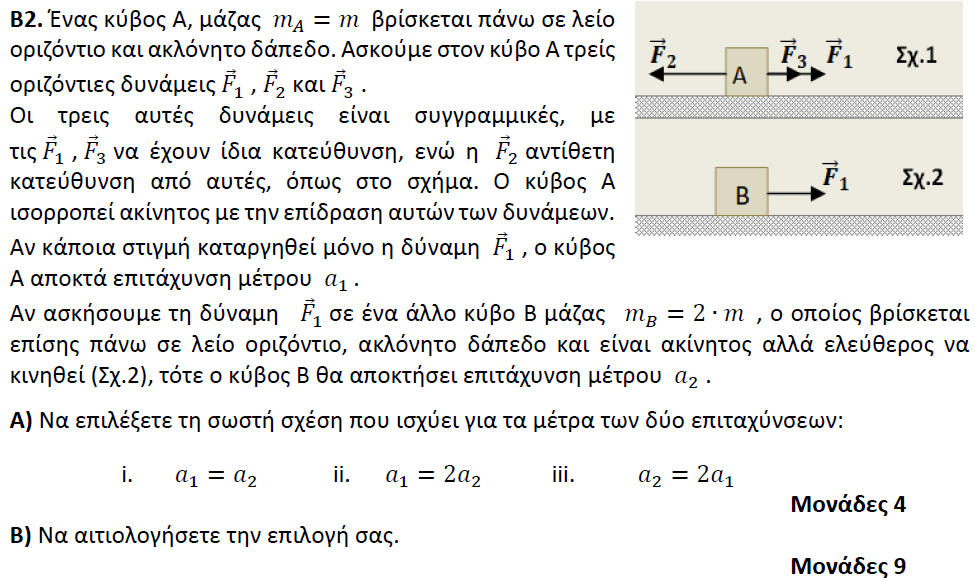 B2. Ένας κύβος Α, μάζας m_A = m βρίσκεται πάνω σε λείο
οριζόντιο και ακλόνητο δάπεδο. Ασκούμε στον κύβο Α τρείς
οριζόντιες δυνάμεις F⃗₁ , F⃗₂ και F⃗₃ .
Οι τρεις αυτές δυνάμεις είναι συγγραμμικές, με
τις F⃗₁ , F⃗₃ να έχουν ίδια κατεύθυνση, ενώ η F⃗₂ αντίθετη
κατεύθυνση από αυτές, όπως στο σχήμα. Ο κύβος Α
ισορροπεί ακίνητος με την επίδραση αυτών των δυνάμεων.
Αν κάποια στιγμή καταργηθεί μόνο η δύναμη F⃗₁ , ο κύβος
Α αποκτά επιτάχυνση μέτρου a₁ .
F⃗₂ A F⃗₃ F⃗₁ Σχ.1
B F⃗₁ Σχ.2
Αν ασκήσουμε τη δύναμη F⃗₁ σε ένα άλλο κύβο Β μάζας m_B = 2 · m , ο οποίος βρίσκεται
επίσης πάνω σε λείο οριζόντιο, ακλόνητο δάπεδο και είναι ακίνητος αλλά ελεύθερος να
κινηθεί (Σχ.2), τότε ο κύβος Β θα αποκτήσει επιτάχυνση μέτρου a₂ .
Α) Να επιλέξετε τη σωστή σχέση που ισχύει για τα μέτρα των δύο επιταχύνσεων:
i. a₁ = a₂ ii. a₁ = 2a₂ iii. a₂ = 2a₁
Μονάδες 4
Β) Να αιτιολογήσετε την επιλογή σας.
Μονάδες 9